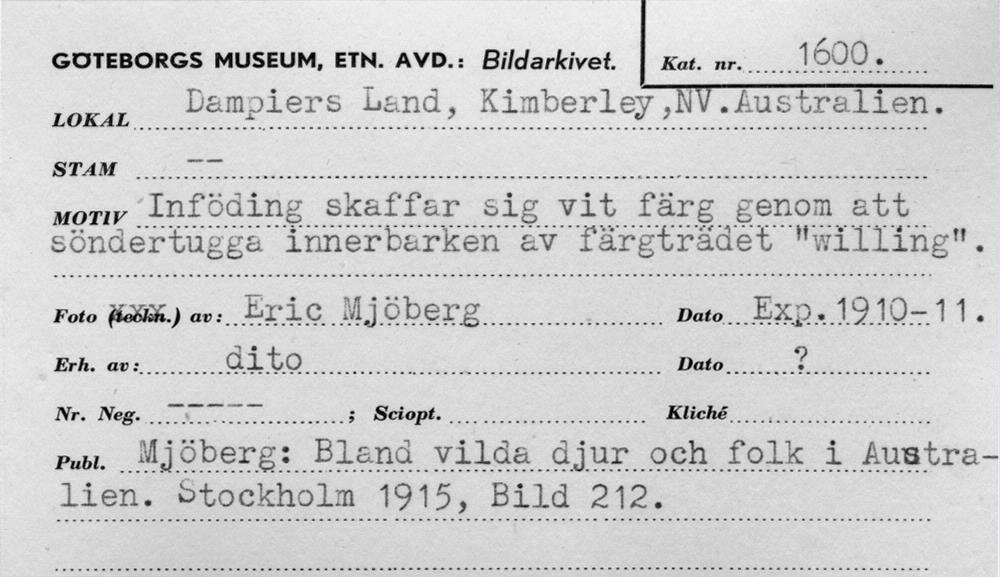 GÖTEBORGS MUSEUM, ETN. AVD.: Bildarkivet. Kat. nr. 1600.
LOKAL Dampiers Land, Kimberley,NV.Australien.
STAM --
MOTIV Inföding skaffar sig vit färg genom att
söndertugga innerbarken av färgträdet "willing".
Foto (teckn.) av: Eric Mjöberg Dato Exp.1910-11.
Erh. av: dito Dato ?
Nr. Neg. ----- ; Sciopt. Kliché
Publ. Mjöberg: Bland vilda djur och folk i Austra-
lien. Stockholm 1915, Bild 212.